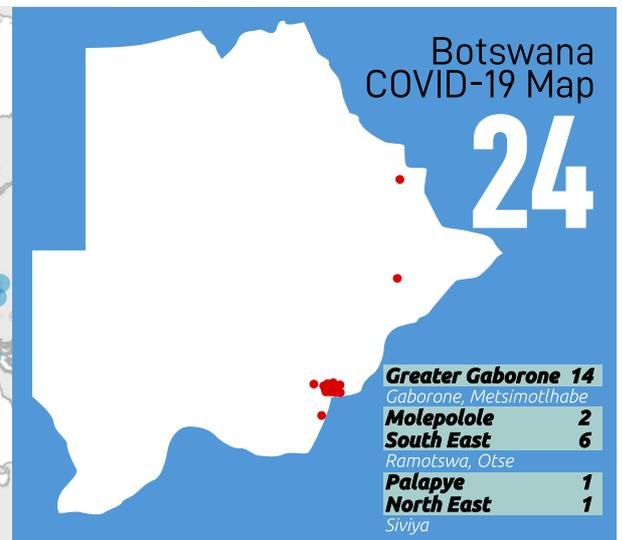 Botswana
COVID-19 Map
24
Greater Gaborone 14
Gaborone, Metsimotlhabe
Molepolole 2
South East 6
Ramotswa, Otse
Palapye 1
North East 1
Siviya